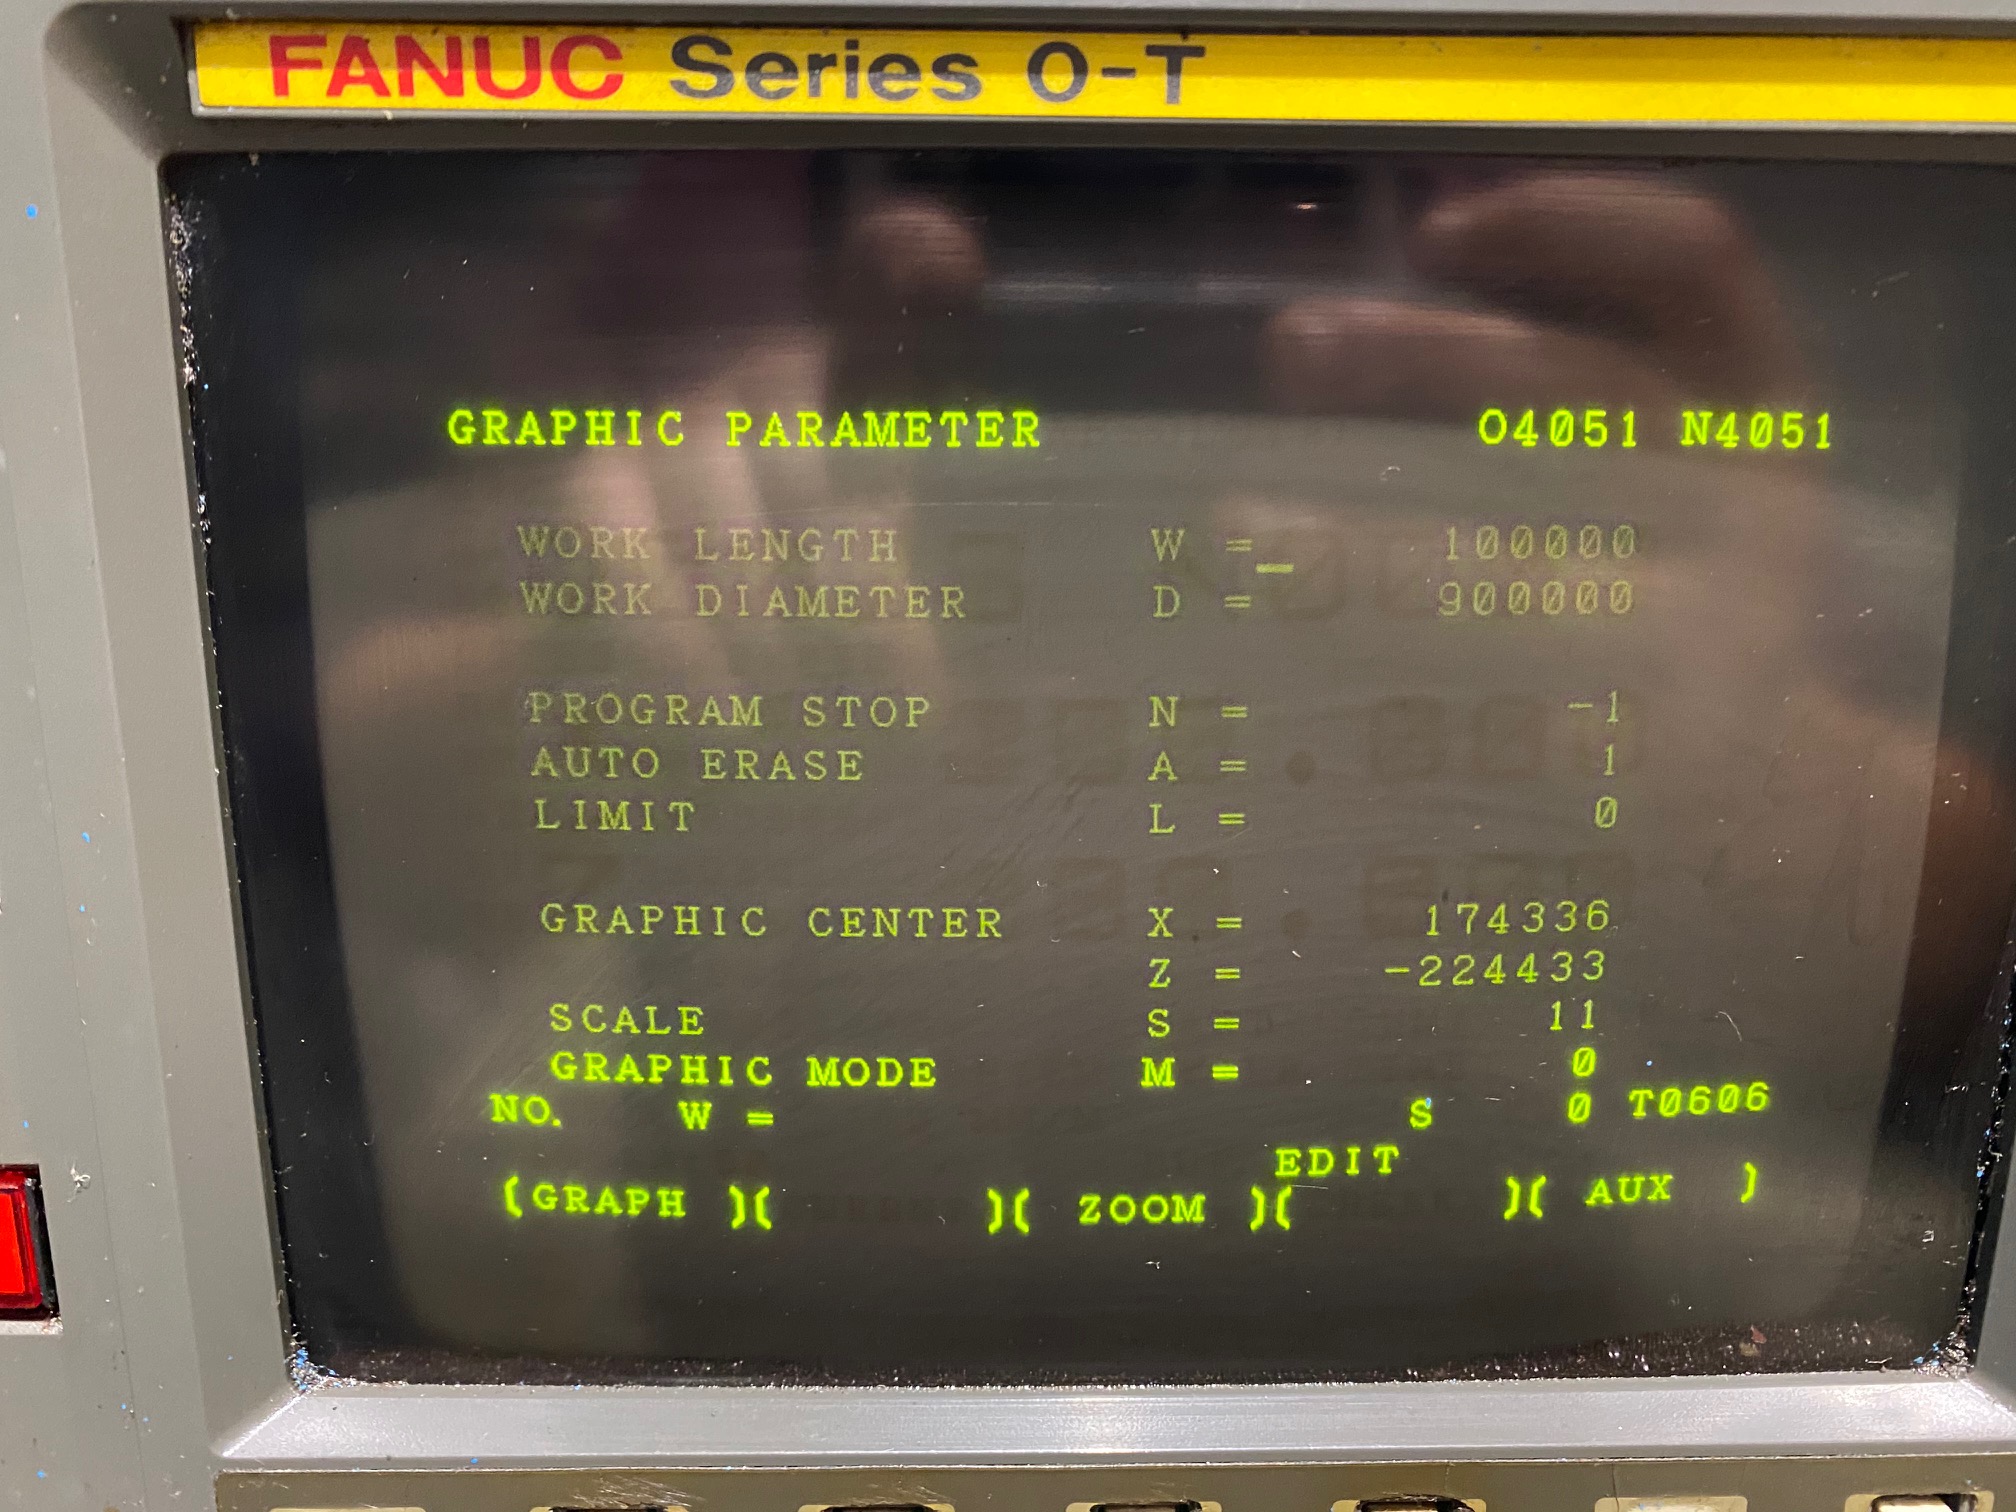 FANUC Series O-T
GRAPHIC PARAMETER O4051 N4051
WORK LENGTH W =_ 100000
WORK DIAMETER D = 900000
PROGRAM STOP N = -1
AUTO ERASE A = 1
LIMIT L = 0
GRAPHIC CENTER X = 174336
Z = -224433
SCALE S = 11
GRAPHIC MODE M = 0
NO. W = S 0 T0606
EDIT
(GRAPH )( )( ZOOM )( )( AUX )